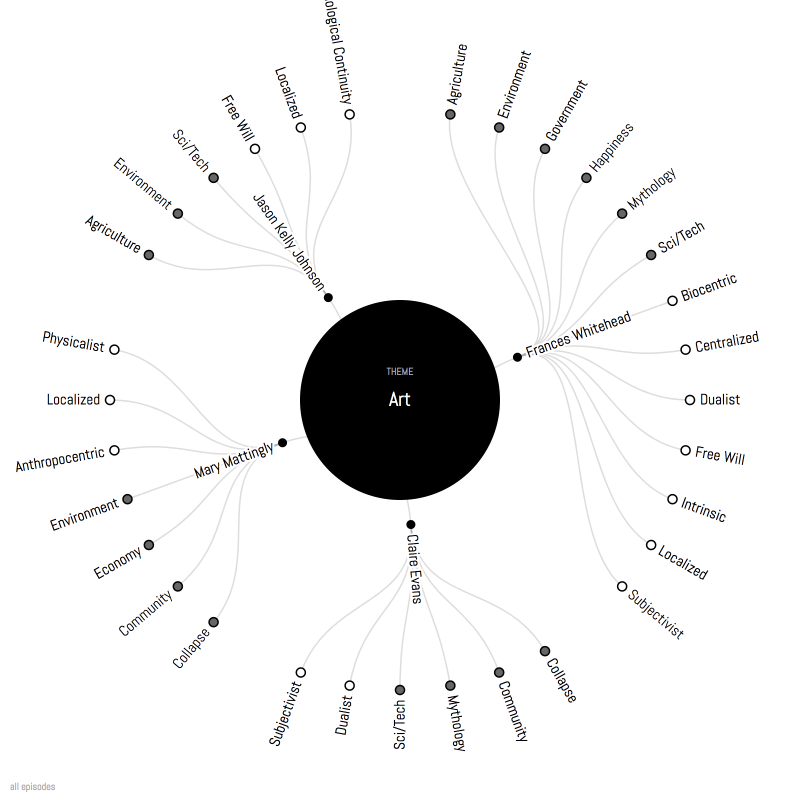 THEME
Art
Frances Whitehead
Agriculture
Environment
Government
Happiness
Mythology
Sci/Tech
Biocentric
Centralized
Dualist
Free Will
Intrinsic
Localized
Subjectivist
Claire Evans
Collapse
Community
Mythology
Sci/Tech
Dualist
Subjectivist
Mary Mattingly
Collapse
Community
Economy
Environment
Anthropocentric
Localized
Physicalist
Jason Kelly Johnson
Agriculture
Environment
Sci/Tech
Free Will
Localized
Continuity
all episodes